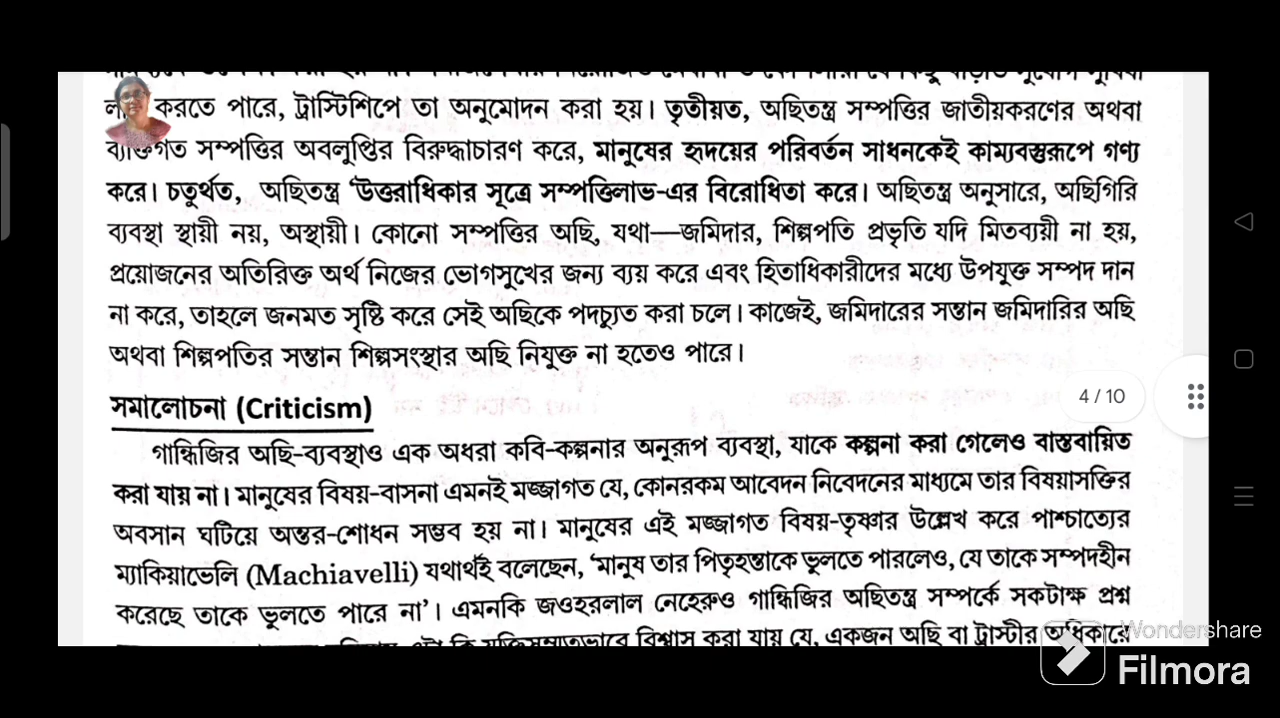 করতে পারে, ট্রাস্টিশিপে তা অনুমোদন করা হয়। তৃতীয়ত, অছিতন্ত্র সম্পত্তির জাতীয়করণের অথবা
ব্যক্তিগত সম্পত্তির অবলুপ্তির বিরুদ্ধাচারণ করে, মানুষের হৃদয়ের পরিবর্তন সাধনকেই কাম্যবস্তুরূপে গণ্য
করে। চতুর্থত, অছিতন্ত্র ‘উত্তরাধিকার সূত্রে সম্পত্তিলাভ-এর বিরোধিতা করে। অছিতন্ত্র অনুসারে, অছিগিরি
ব্যবস্থা স্থায়ী নয়, অস্থায়ী। কোনো সম্পত্তির অছি, যথা—জমিদার, শিল্পপতি প্রভৃতি যদি মিতব্যয়ী না হয়,
প্রয়োজনের অতিরিক্ত অর্থ নিজের ভোগসুখের জন্য ব্যয় করে এবং হিতাধিকারীদের মধ্যে উপযুক্ত সম্পদ দান
না করে, তাহলে জনমত সৃষ্টি করে সেই অছিকে পদচ্যুত করা চলে। কাজেই, জমিদারের সন্তান জমিদারির অছি
অথবা শিল্পপতির সন্তান শিল্পসংস্থার অছি নিযুক্ত না হতেও পারে।
4 / 10
সমালোচনা (Criticism)
গান্ধিজির অছি-ব্যবস্থাও এক অধরা কবি-কল্পনার অনুরূপ ব্যবস্থা, যাকে কল্পনা করা গেলেও বাস্তবায়িত
করা যায় না। মানুষের বিষয়-বাসনা এমনই মজ্জাগত যে, কোনরকম আবেদন নিবেদনের মাধ্যমে তার বিষয়াসক্তির
অবসান ঘটিয়ে অন্তর-শোধন সম্ভব হয় না। মানুষের এই মজ্জাগত বিষয়-তৃষ্ণার উল্লেখ করে পাশ্চাত্যের
ম্যাকিয়াভেলি (Machiavelli) যথার্থই বলেছেন, ‘মানুষ তার পিতৃহন্তাকে ভুলতে পারলেও, যে তাকে সম্পদহীন
করেছে তাকে ভুলতে পারে না’। এমনকি জওহরলাল নেহেরুও গান্ধিজির অছিতন্ত্র সম্পর্কে সকটাক্ষ প্রশ্ন
বিশ্বাস করা যায় যে, একজন অছি বা ট্রাস্টীর অধিকারে
Wondershare
Filmora